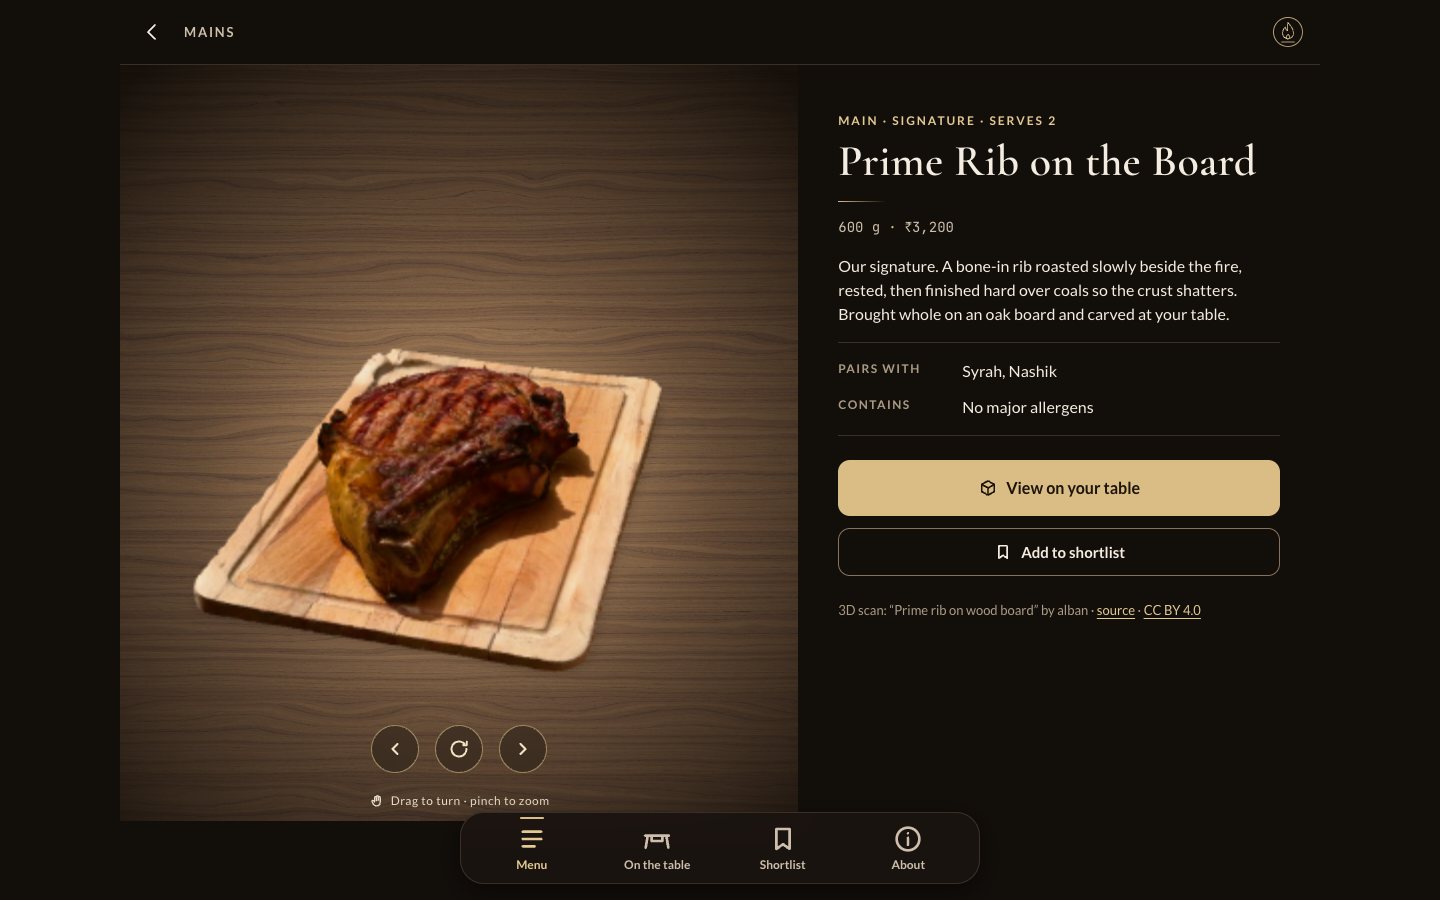 MAINS
MAIN · SIGNATURE · SERVES 2
Prime Rib on the Board
600 g · ₹3,200
Our signature. A bone-in rib roasted slowly beside the fire,
rested, then finished hard over coals so the crust shatters.
Brought whole on an oak board and carved at your table.
PAIRS WITH Syrah, Nashik
CONTAINS No major allergens
View on your table
Add to shortlist
3D scan: “Prime rib on wood board” by alban · source · CC BY 4.0
Drag to turn · pinch to zoom
Menu On the table Shortlist About